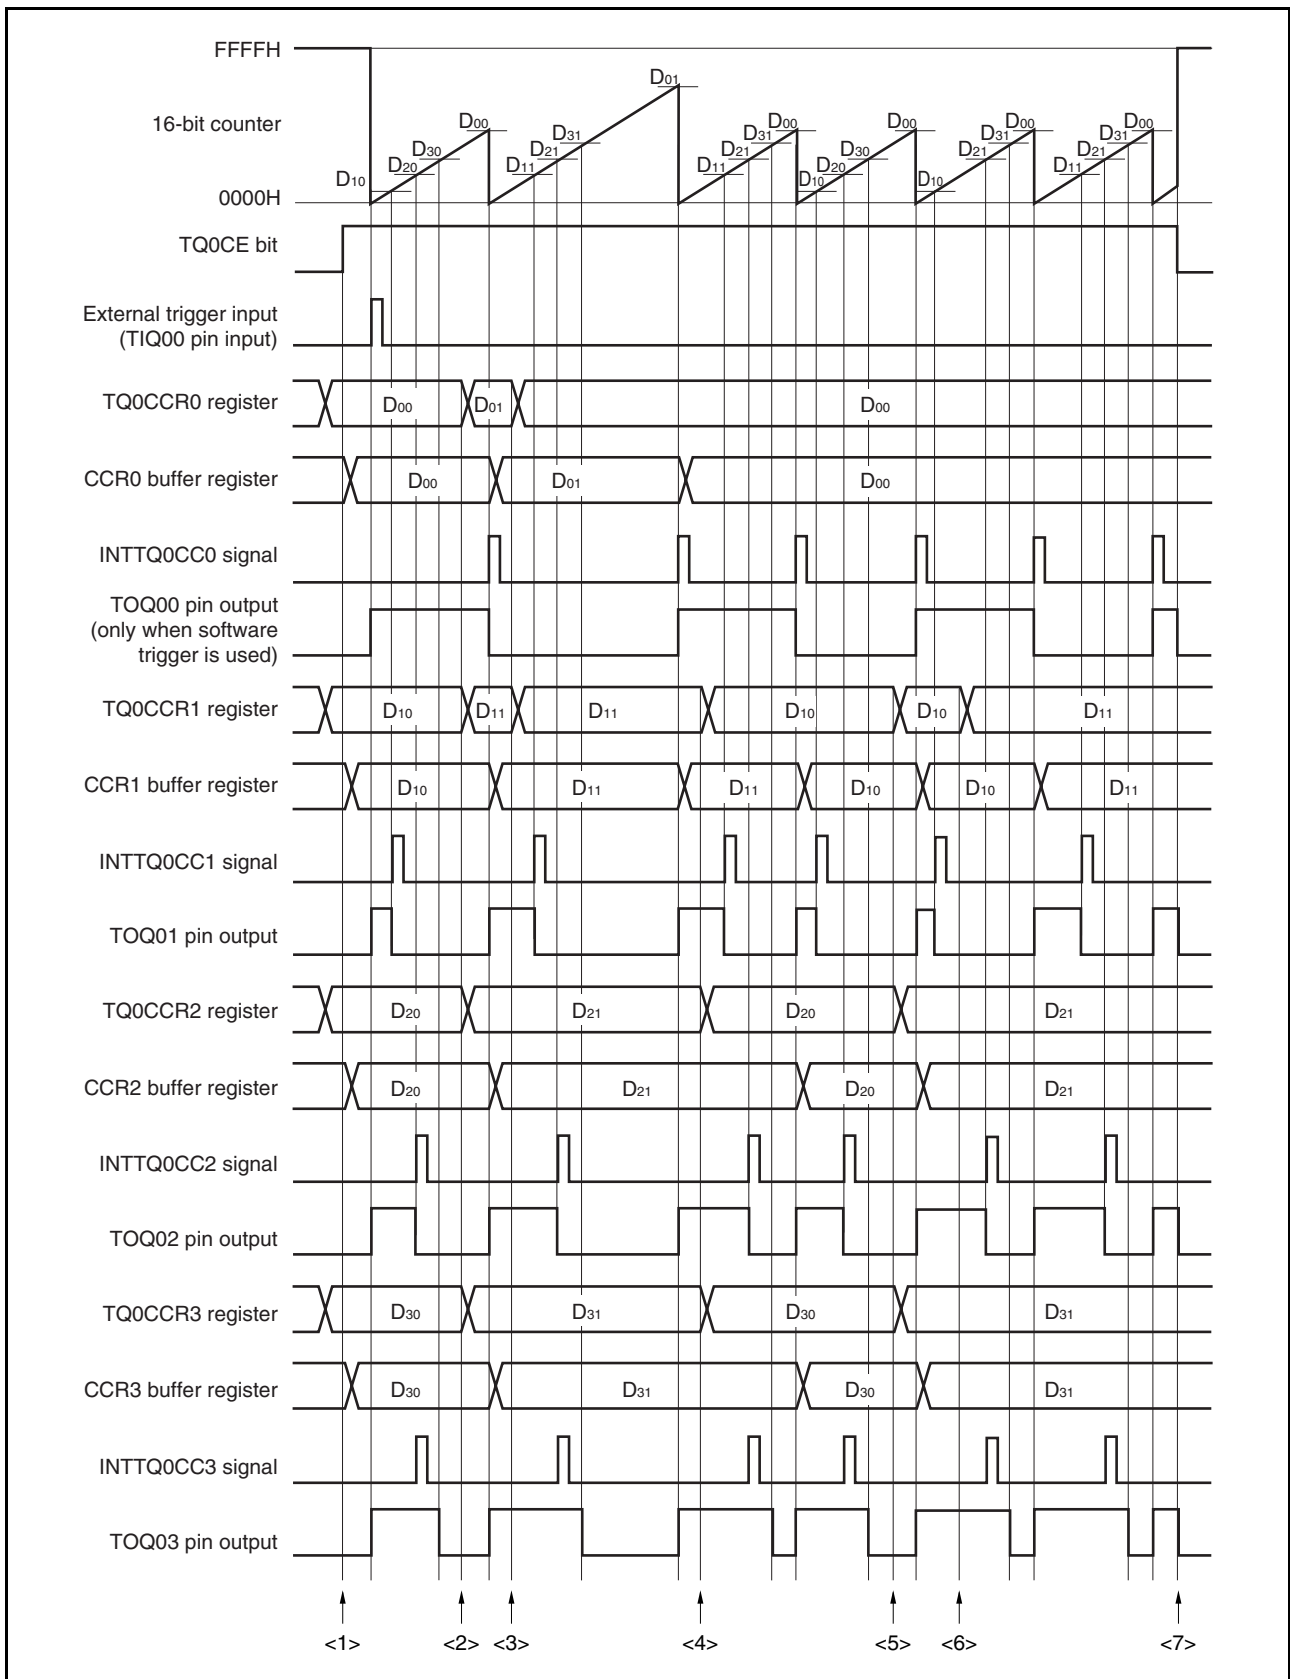 FFFFH
D01
16-bit counter
D00
D31
D00
D00
D00
D00
D30
D21
D31
D30
D31
D31
D20
D11
D21
D20
D21
D21
D10
D11
D10
D10
D11
0000H
TQ0CE bit
External trigger input
(TIQ00 pin input)
TQ0CCR0 register
D00
D01
D00
CCR0 buffer register
D00
D01
D00
INTTQ0CC0 signal
TOQ00 pin output
(only when software
trigger is used)
TQ0CCR1 register
D10
D11
D11
D10
D10
D11
CCR1 buffer register
D10
D11
D11
D10
D10
D11
INTTQ0CC1 signal
TOQ01 pin output
TQ0CCR2 register
D20
D21
D20
D21
CCR2 buffer register
D20
D21
D20
D21
INTTQ0CC2 signal
TOQ02 pin output
TQ0CCR3 register
D30
D31
D30
D31
CCR3 buffer register
D30
D31
D30
D31
INTTQ0CC3 signal
TOQ03 pin output
<1>
<2>
<3>
<4>
<5>
<6>
<7>